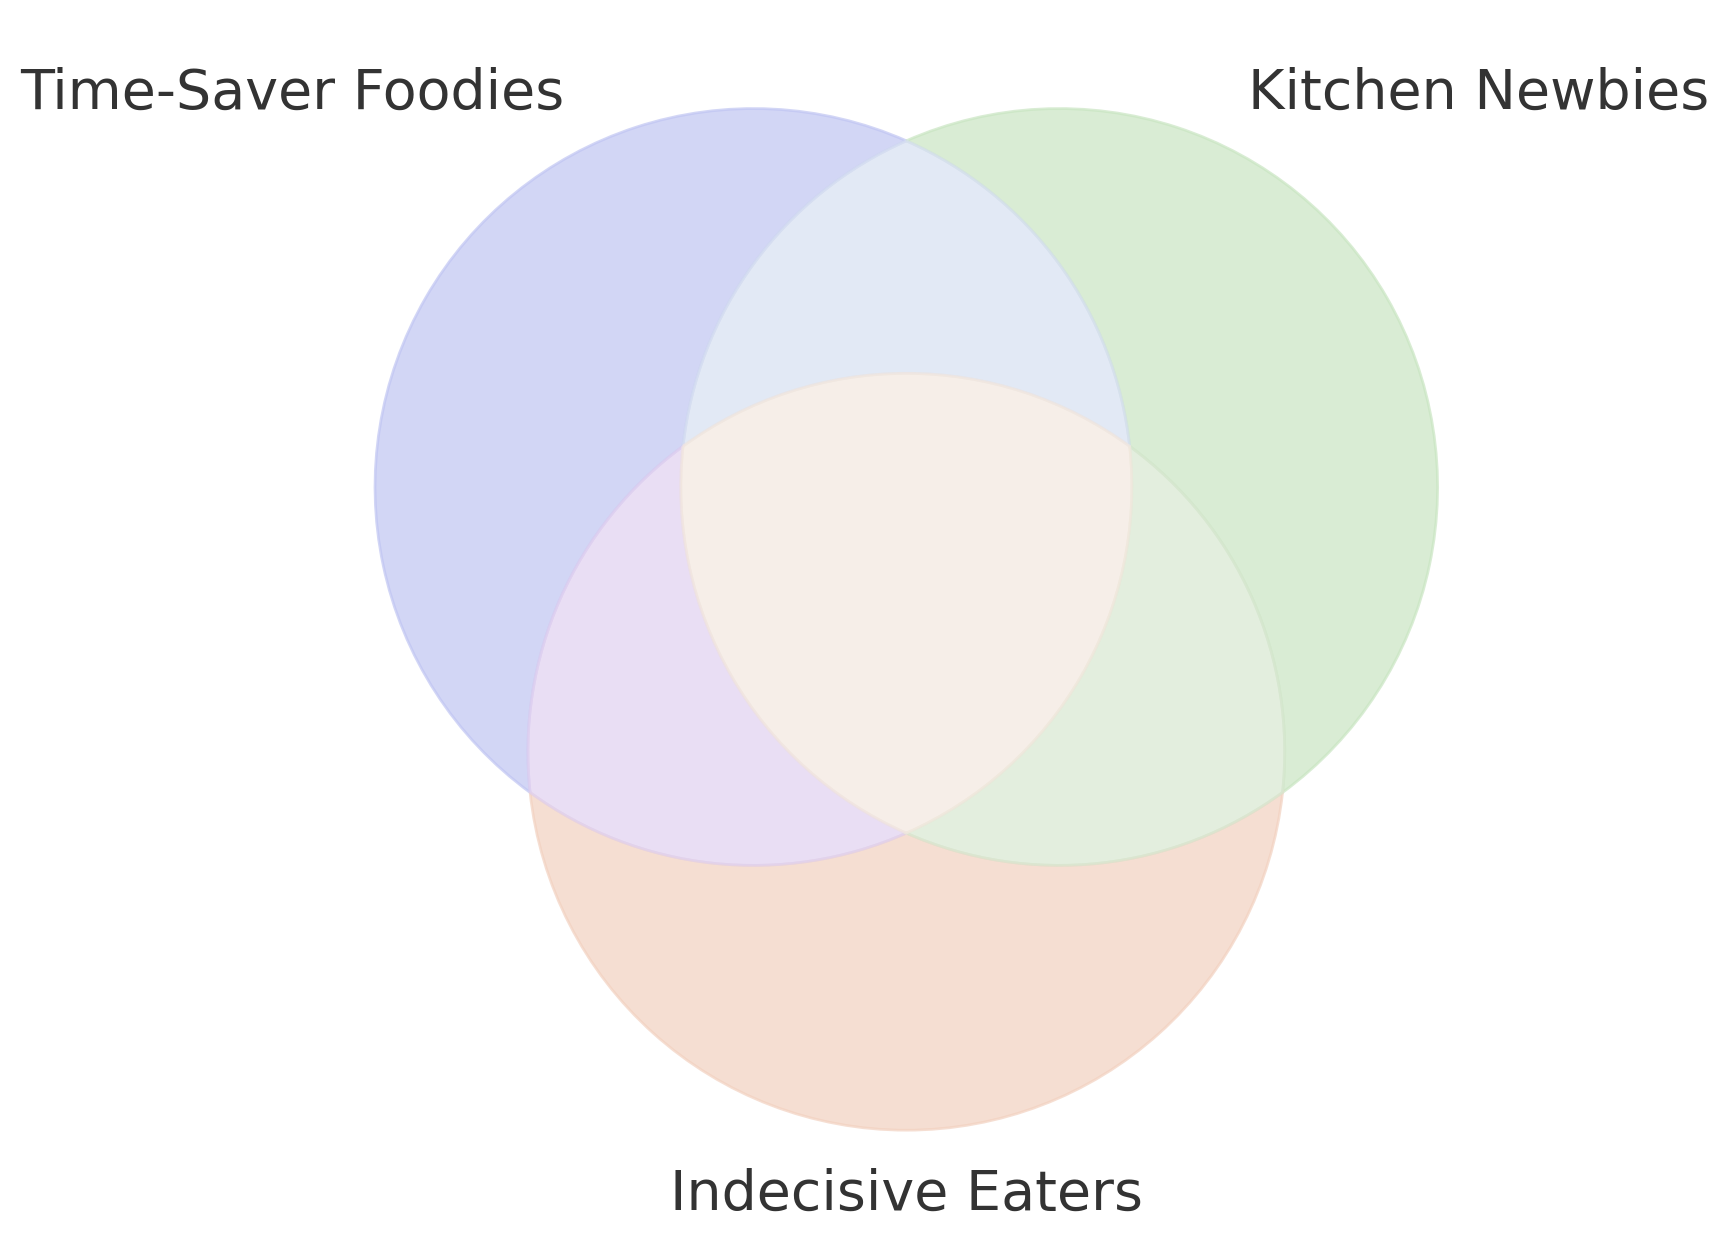 Time-Saver Foodies
Kitchen Newbies
Indecisive Eaters